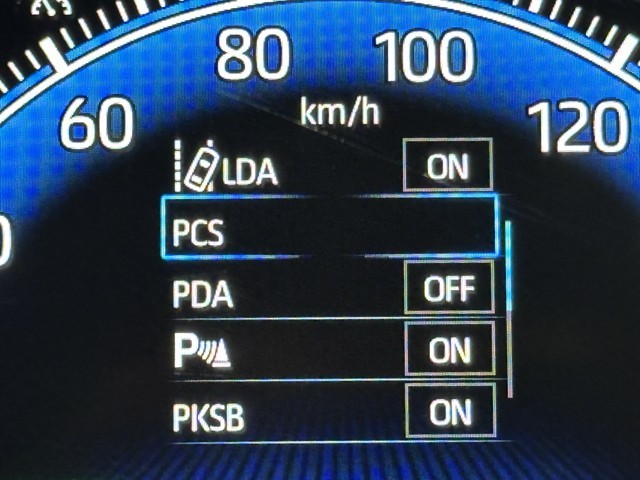 80 100
60 km/h 120
LDA ON
PCS
PDA OFF
P ON
PKSB ON